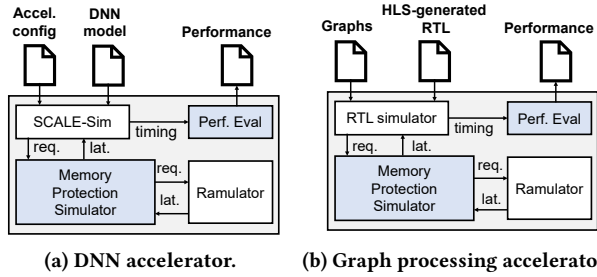 Accel.
config
DNN
model
Performance
SCALE-Sim
timing
Perf. Eval
req.
lat.
Memory
Protection
Simulator
req.
lat.
Ramulator
(a) DNN accelerator.
Graphs
HLS-generated
RTL
Performance
RTL simulator
timing
Perf. Eval
req.
lat.
Memory
Protection
Simulator
req.
lat.
Ramulator
(b) Graph processing accelerato